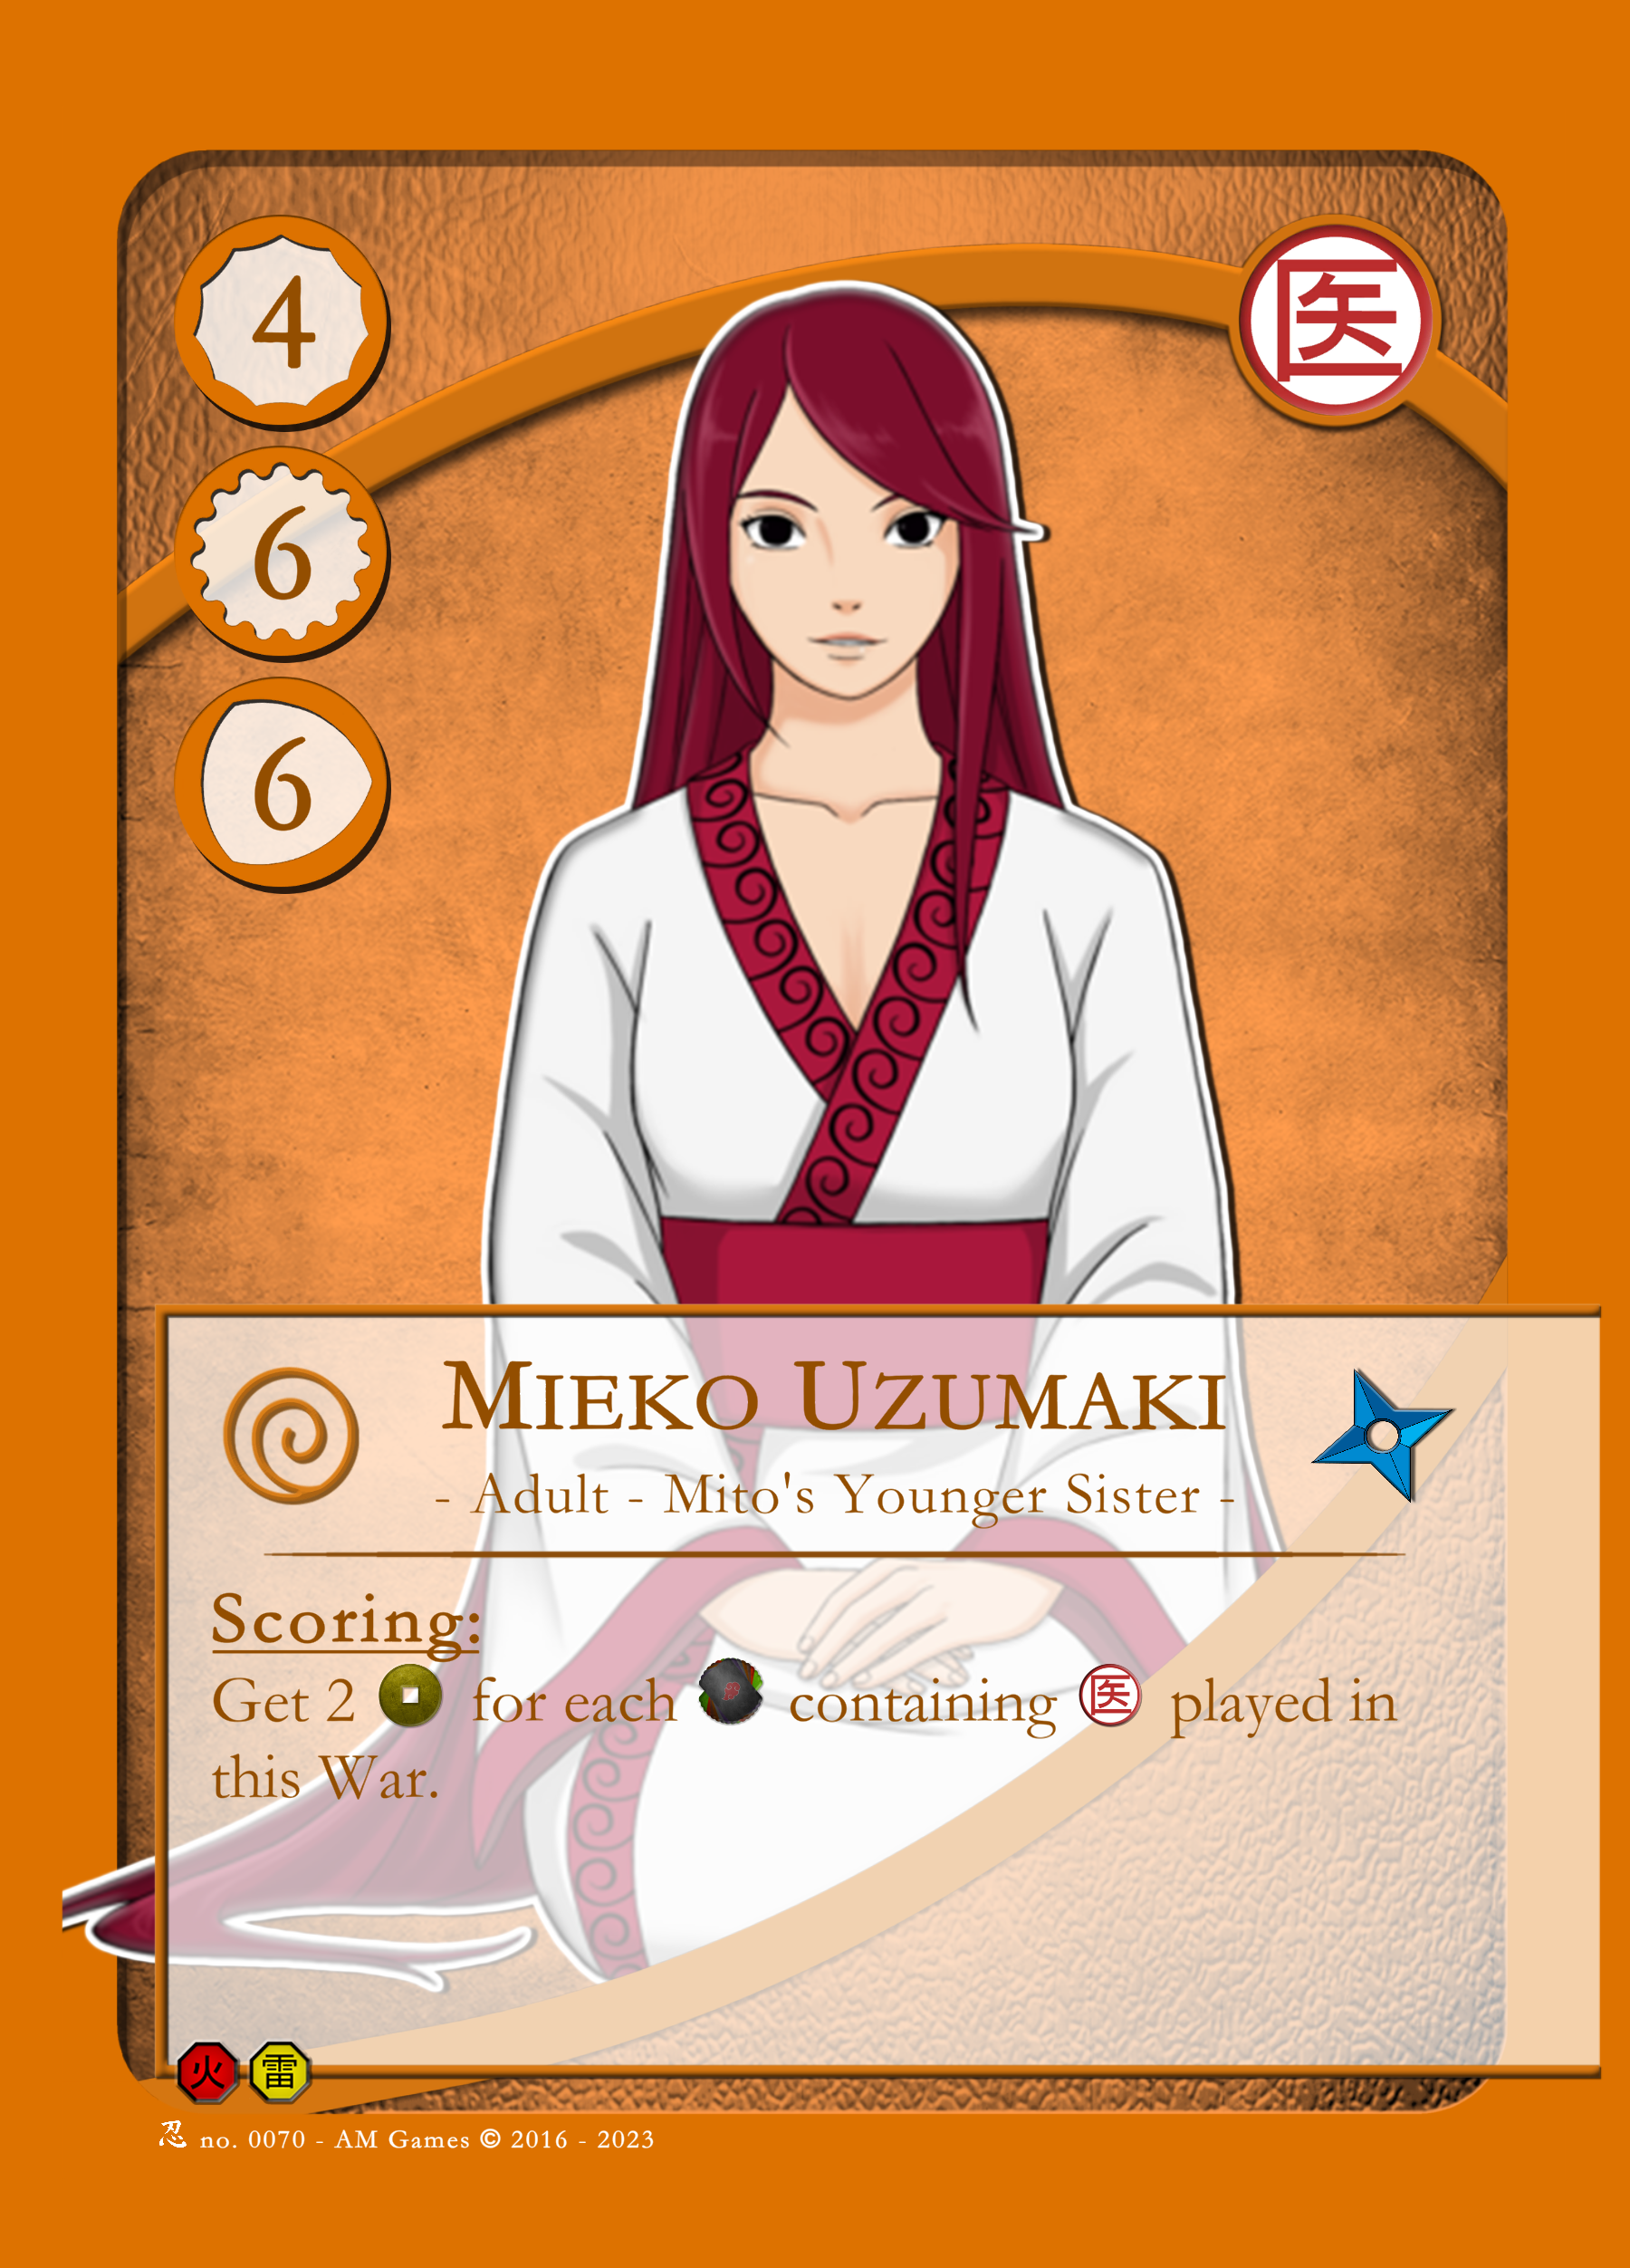 4
医
6
6
Mieko Uzumaki
- Adult - Mito's Younger Sister -
Scoring:
Get 2 for each containing 医 played in
this War.
火 雷
忍 no. 0070 - AM Games © 2016 - 2023